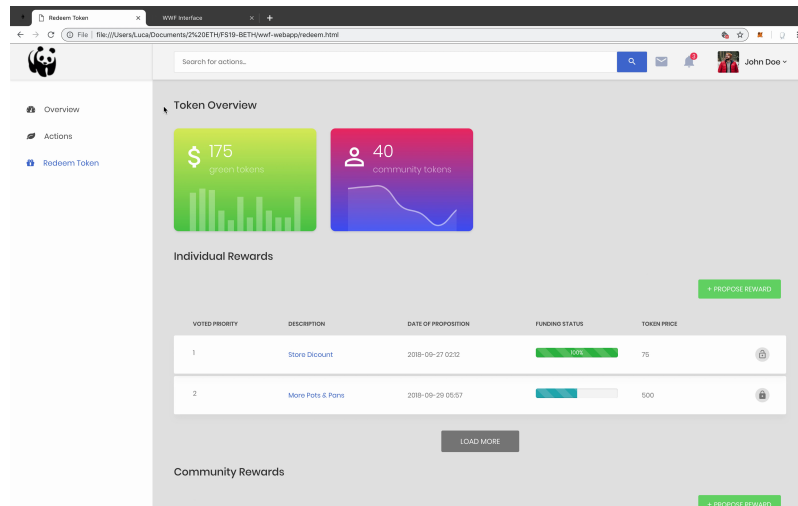 Redeem Token
WWF Interface
File
file:///Users/Luca/Documents/2%20ETH/FS19-BETH/wwf-webapp/redeem.html
Search for actions...
3
John Doe
Overview
Actions
Redeem Token
Token Overview
175
green tokens
40
community tokens
Individual Rewards
+ PROPOSE REWARD
VOTED PRIORITY DESCRIPTION DATE OF PROPOSITION FUNDING STATUS TOKEN PRICE
1 Store Dicount 2018-09-27 02:12 100% 75
2 More Pots & Pans 2018-09-29 05:57 500
LOAD MORE
Community Rewards
+ PROPOSE REWARD